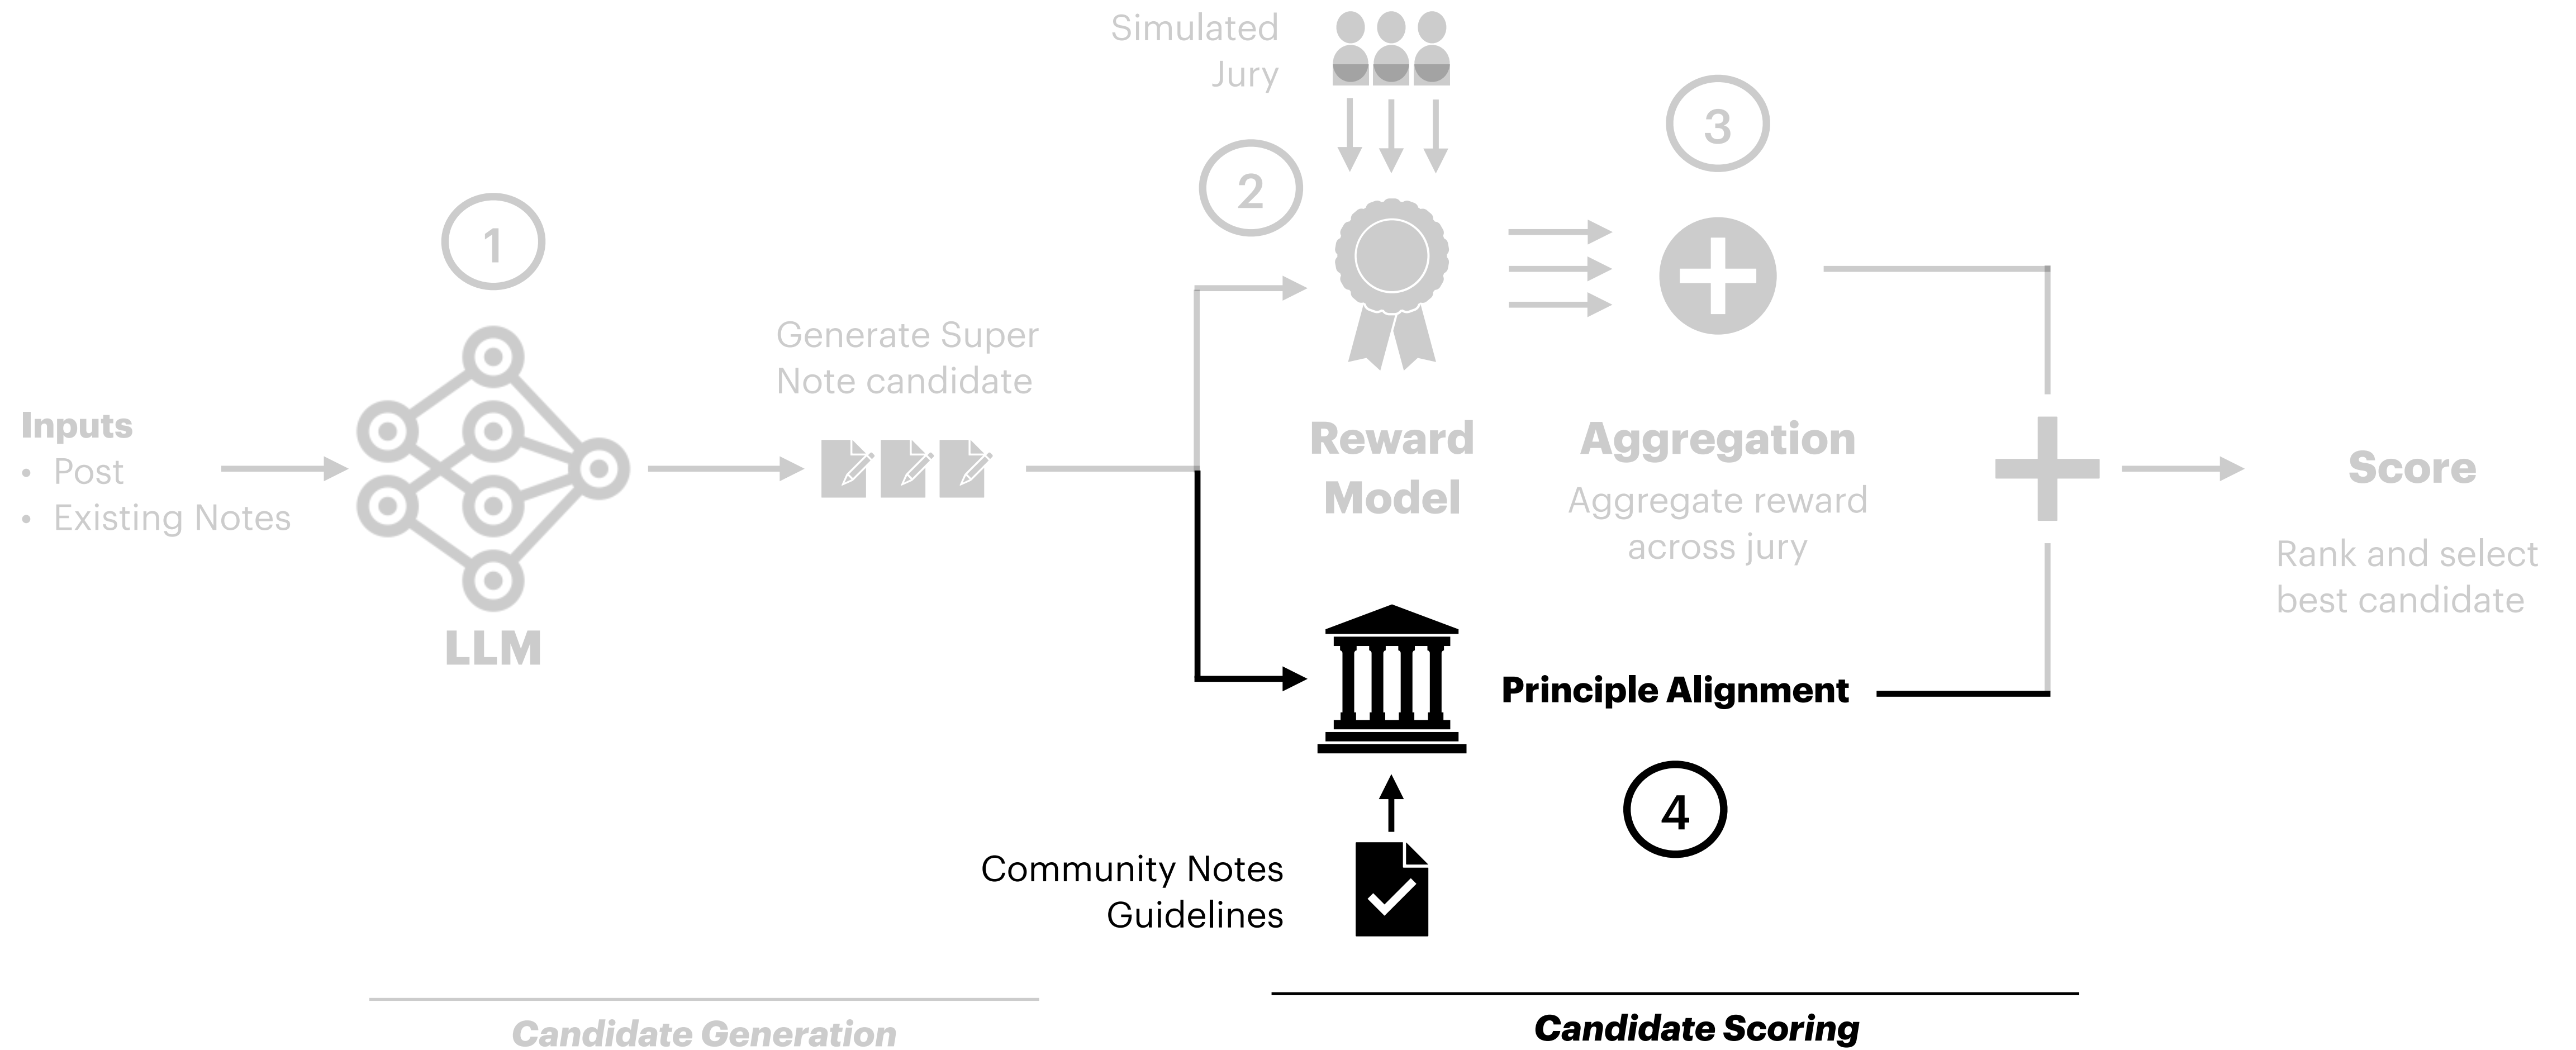 Simulated
Jury
1
2
3
Generate Super
Note candidate
Inputs
• Post
• Existing Notes
LLM
Reward
Model
Aggregation
Aggregate reward
across jury
Score
Rank and select
best candidate
Principle Alignment
4
Community Notes
Guidelines
Candidate Generation
Candidate Scoring